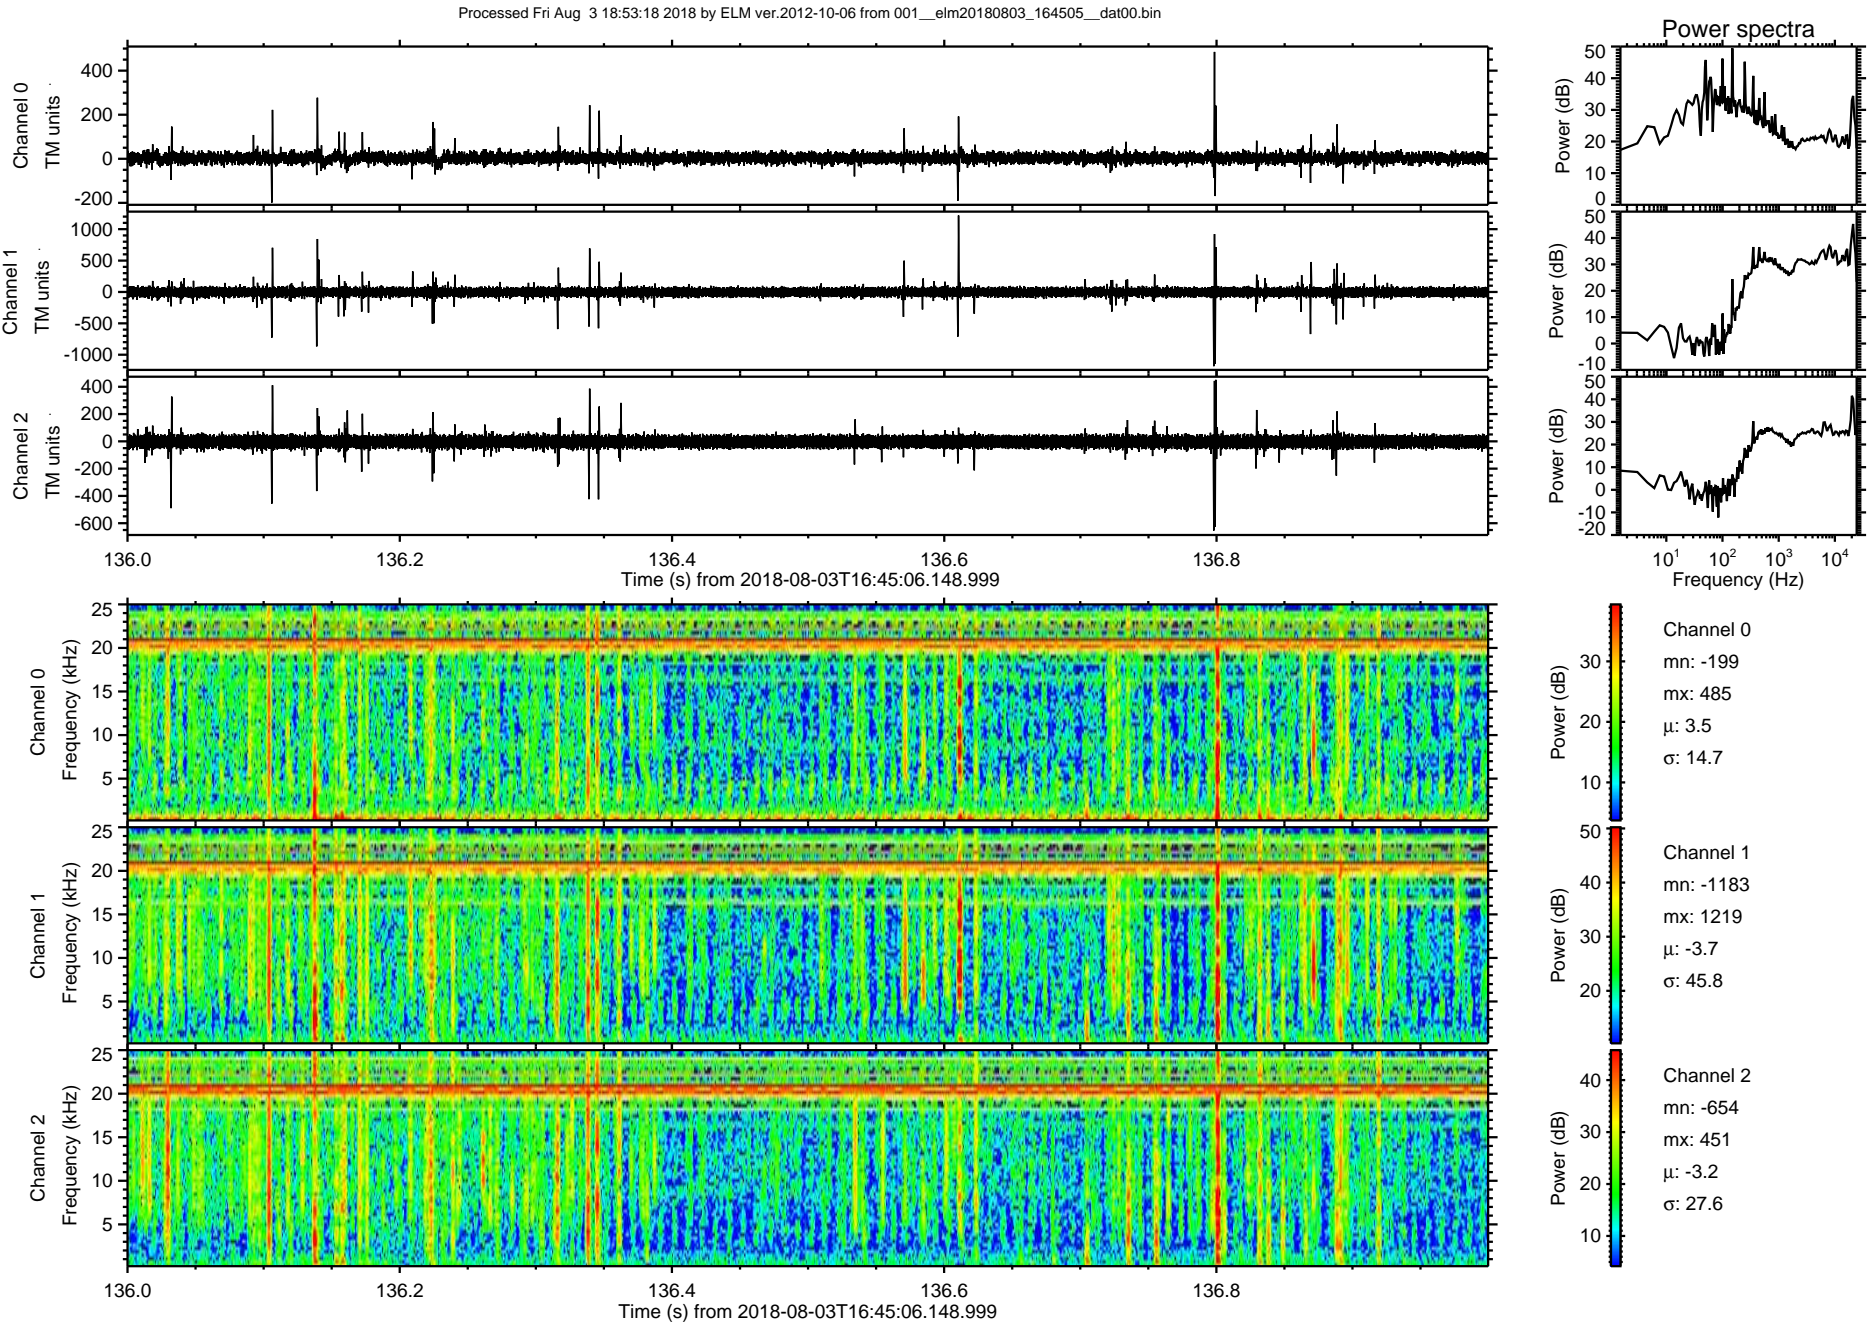 Processed Fri Aug  3 18:53:18 2018 by ELM ver.2012-10-06 from 001__elm20180803_164505__dat00.bin
Power spectra
Channel 0
TM units
400
200
0
-200
Power (dB)
50
40
30
20
10
0
Channel 1
TM units
1000
500
0
-500
-1000
Power (dB)
50
40
30
20
10
0
-10
Channel 2
TM units
400
200
0
-200
-400
-600
Power (dB)
50
40
30
20
10
0
-10
-20
136.0 136.2 136.4 136.6 136.8
Time (s) from 2018-08-03T16:45:06.148.999
10^1 10^2 10^3 10^4
Frequency (Hz)
Channel 0
Frequency (kHz)
25
20
15
10
5
Power (dB)
30
20
10
Channel 0
mn: -199
mx: 485
μ: 3.5
σ: 14.7
Channel 1
Frequency (kHz)
25
20
15
10
5
Power (dB)
50
40
30
20
Channel 1
mn: -1183
mx: 1219
μ: -3.7
σ: 45.8
Channel 2
Frequency (kHz)
25
20
15
10
5
Power (dB)
40
30
20
10
Channel 2
mn: -654
mx: 451
μ: -3.2
σ: 27.6
136.0 136.2 136.4 136.6 136.8
Time (s) from 2018-08-03T16:45:06.148.999